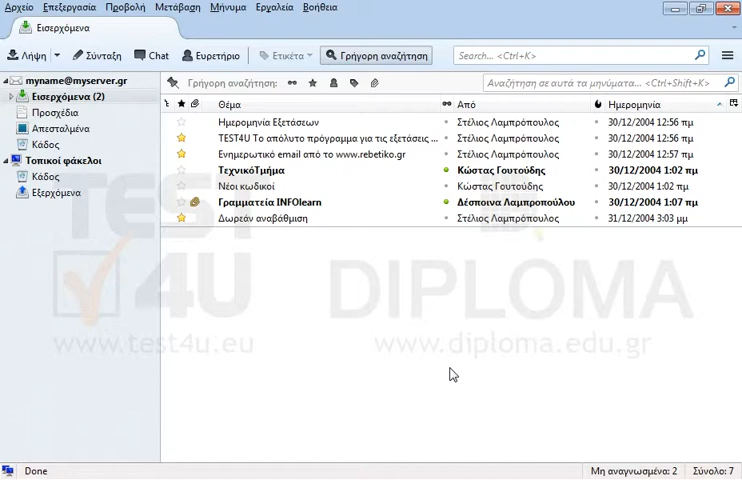 Αρχείο Επεξεργασία Προβολή Μετάβαση Μήνυμα Εργαλεία Βοήθεια
Εισερχόμενα
Λήψη Σύνταξη Chat Ευρετήριο Ετικέτα Γρήγορη αναζήτηση Search... <Ctrl+K>
myname@myserver.gr
Εισερχόμενα (2)
Προσχέδια
Απεσταλμένα
Κάδος
Τοπικοί φάκελοι
Κάδος
Εξερχόμενα
Γρήγορη αναζήτηση: Αναζήτηση σε αυτά τα μηνύματα... <Ctrl+Shift+K>
Θέμα Από Ημερομηνία
Ημερομηνία Εξετάσεων Στέλιος Λαμπρόπουλος 30/12/2004 12:56 πμ
TEST4U Το απόλυτο πρόγραμμα για τις εξετάσεις ... Στέλιος Λαμπρόπουλος 30/12/2004 12:56 πμ
Ενημερωτικό email από το www.rebetiko.gr Στέλιος Λαμπρόπουλος 30/12/2004 12:57 πμ
ΤεχνικόΤμήμα Κώστας Γουτούδης 30/12/2004 1:02 πμ
Νέοι κωδικοί Κώστας Γουτούδης 30/12/2004 1:02 πμ
Γραμματεία INFOlearn Δέσποινα Λαμπροπούλου 30/12/2004 1:07 πμ
Δωρεάν αναβάθμιση Στέλιος Λαμπρόπουλος 31/12/2004 3:03 μμ
TEST
4U DIPLOMA
www.test4u.eu www.diploma.edu.gr
Done Μη αναγνωσμένα: 2 Σύνολο: 7